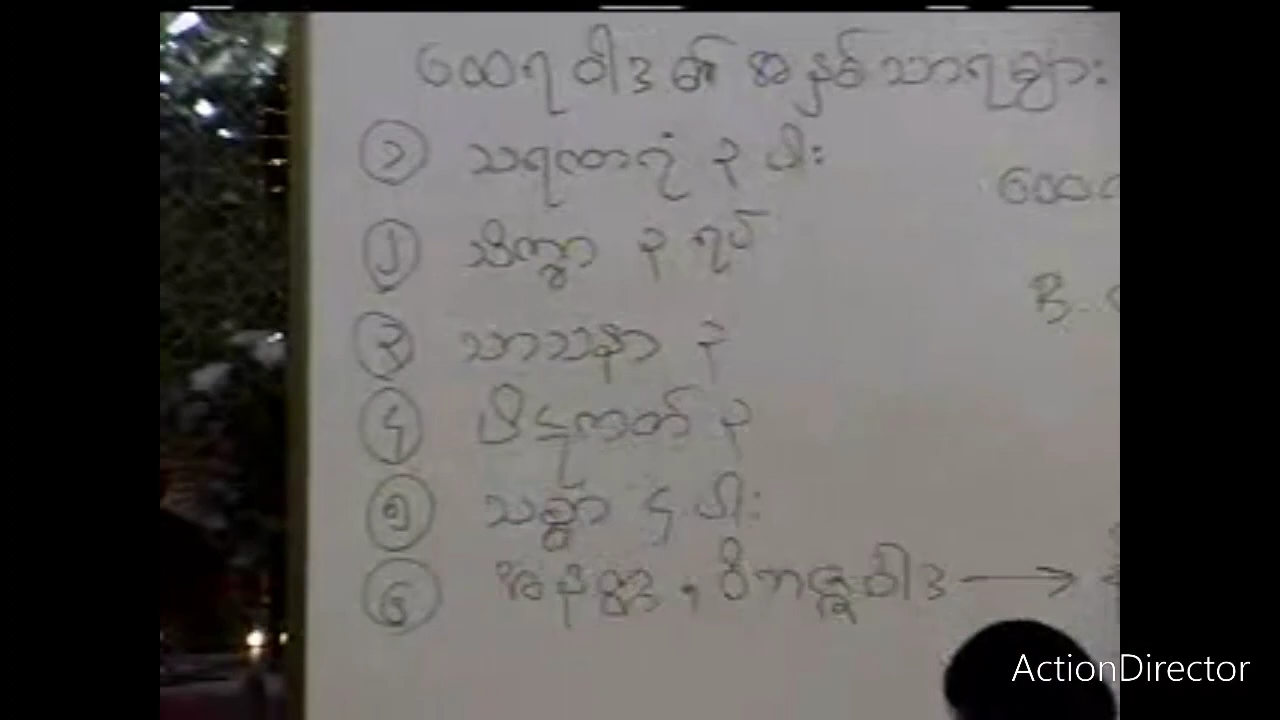 ထေရဝါဒ၏ အနှစ်သာရများ
၁ သရဏဂုံ ၃ ပါး
ထေရ
၂ သိက္ခာ ၃ ရပ်
B.
၃ သာသနာ ၃
၄ ပိဋကတ် ၃
၅ သစ္စာ ၄ ပါး
၆ အနတ္တ ၊ ဝိဘဇ္ဇဝါဒ →
ActionDirector